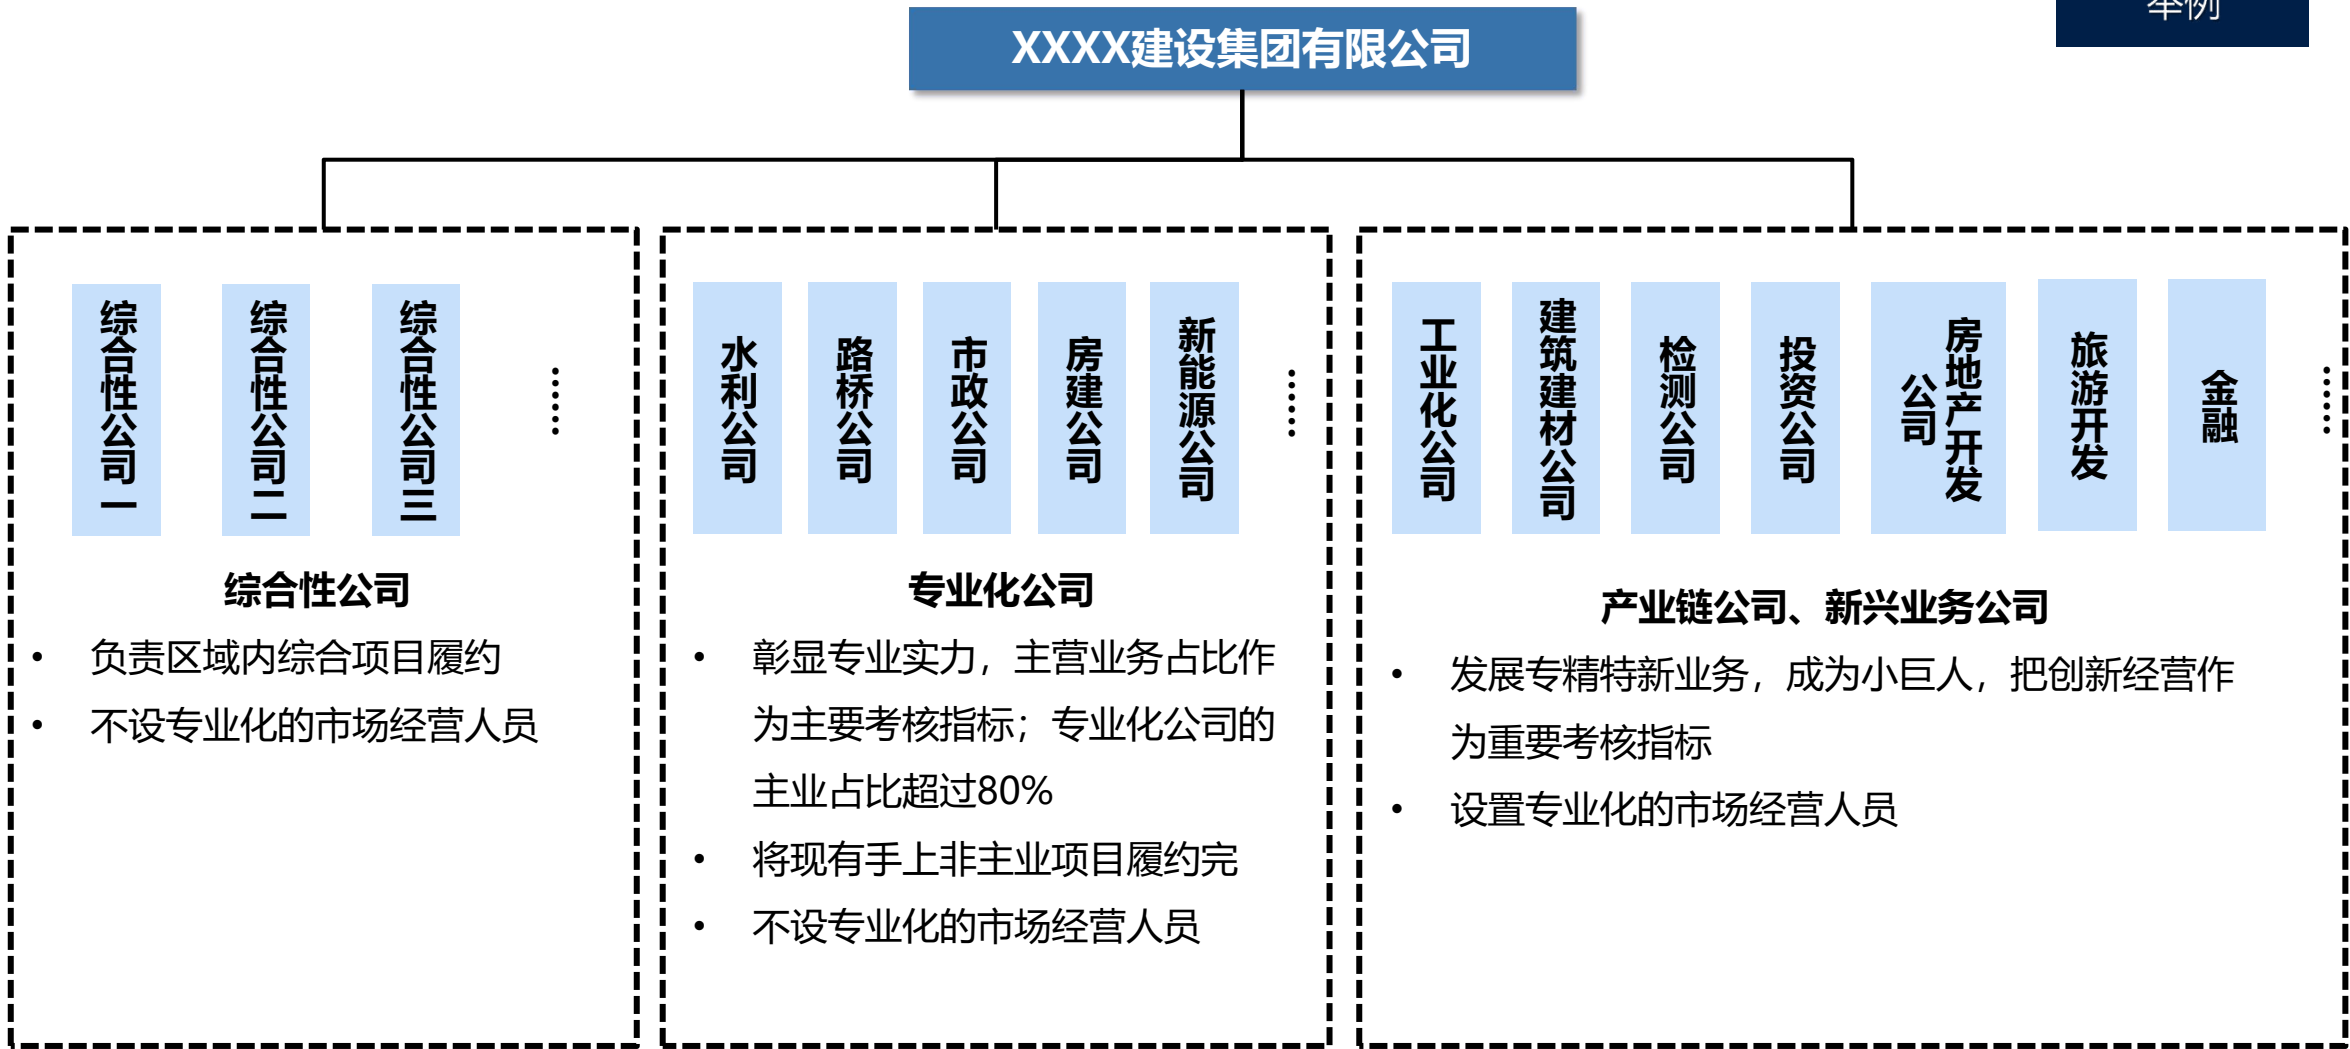 举例
XXXX建设集团有限公司
综合性公司一
综合性公司二
综合性公司三
……
水利公司
路桥公司
市政公司
房建公司
新能源公司
……
工业化公司
建筑建材公司
检测公司
投资公司
房地产开发
公司
旅游开发
金融
……
综合性公司
• 负责区域内综合项目履约
• 不设专业化的市场经营人员
专业化公司
• 彰显专业实力，主营业务占比作
为主要考核指标；专业化公司的
主业占比超过80%
• 将现有手上非主业项目履约完
• 不设专业化的市场经营人员
产业链公司、新兴业务公司
• 发展专精特新业务，成为小巨人，把创新经营作
为重要考核指标
• 设置专业化的市场经营人员